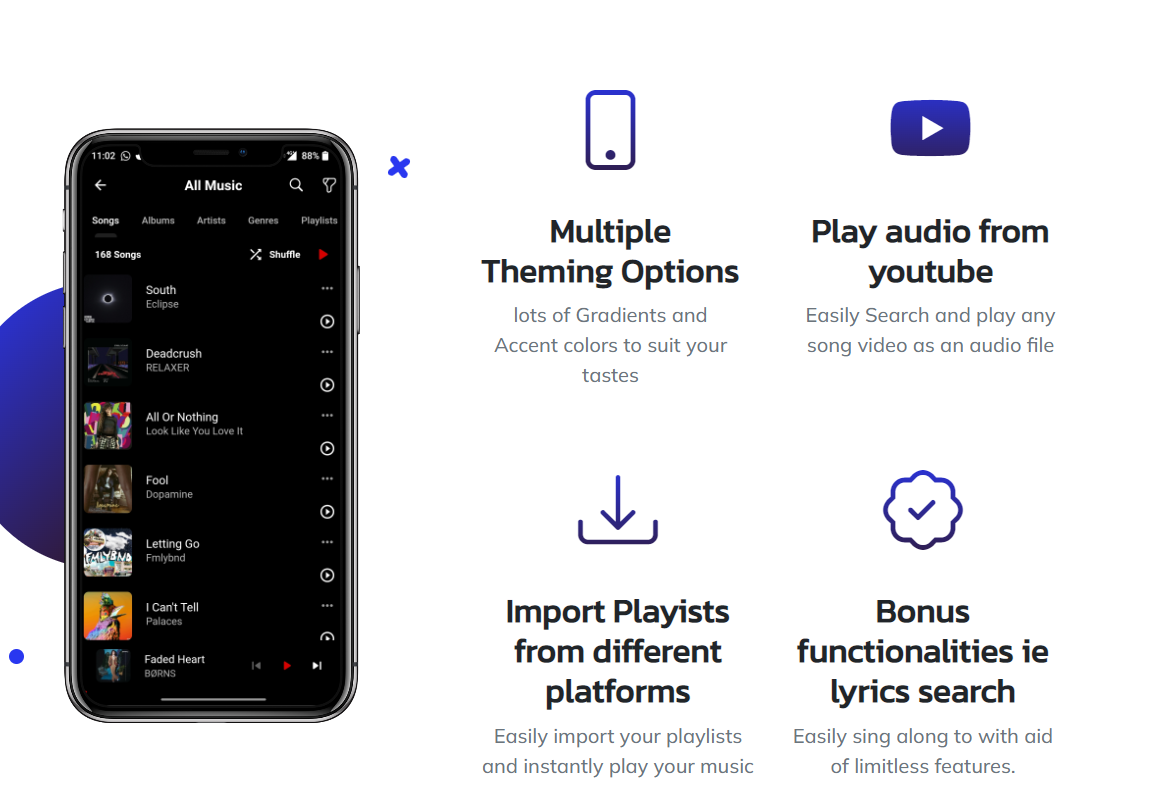 11:02
88%
All Music
Songs Albums Artists Genres Playlists
168 Songs
Shuffle
South
Eclipse
Deadcrush
RELAXER
All Or Nothing
Look Like You Love It
Fool
Dopamine
Letting Go
Fmlybnd
FMLYBND
I Can't Tell
Palaces
Faded Heart
BØRNS
Multiple
Theming Options
lots of Gradients and
Accent colors to suit your
tastes
Play audio from
youtube
Easily Search and play any
song video as an audio file
Import Playists
from different
platforms
Easily import your playlists
and instantly play your music
Bonus
functionalities ie
lyrics search
Easily sing along to with aid
of limitless features.